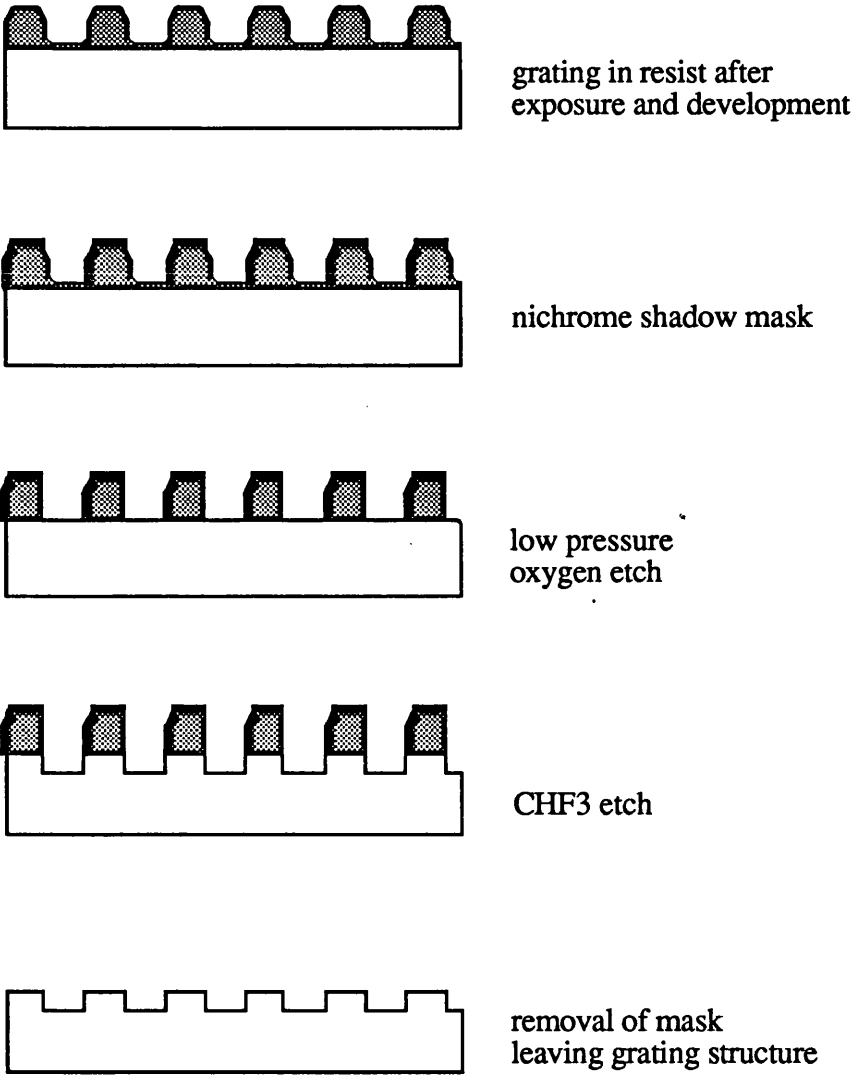 grating in resist after
exposure and development
nichrome shadow mask
low pressure
oxygen etch
CHF3 etch
removal of mask
leaving grating structure